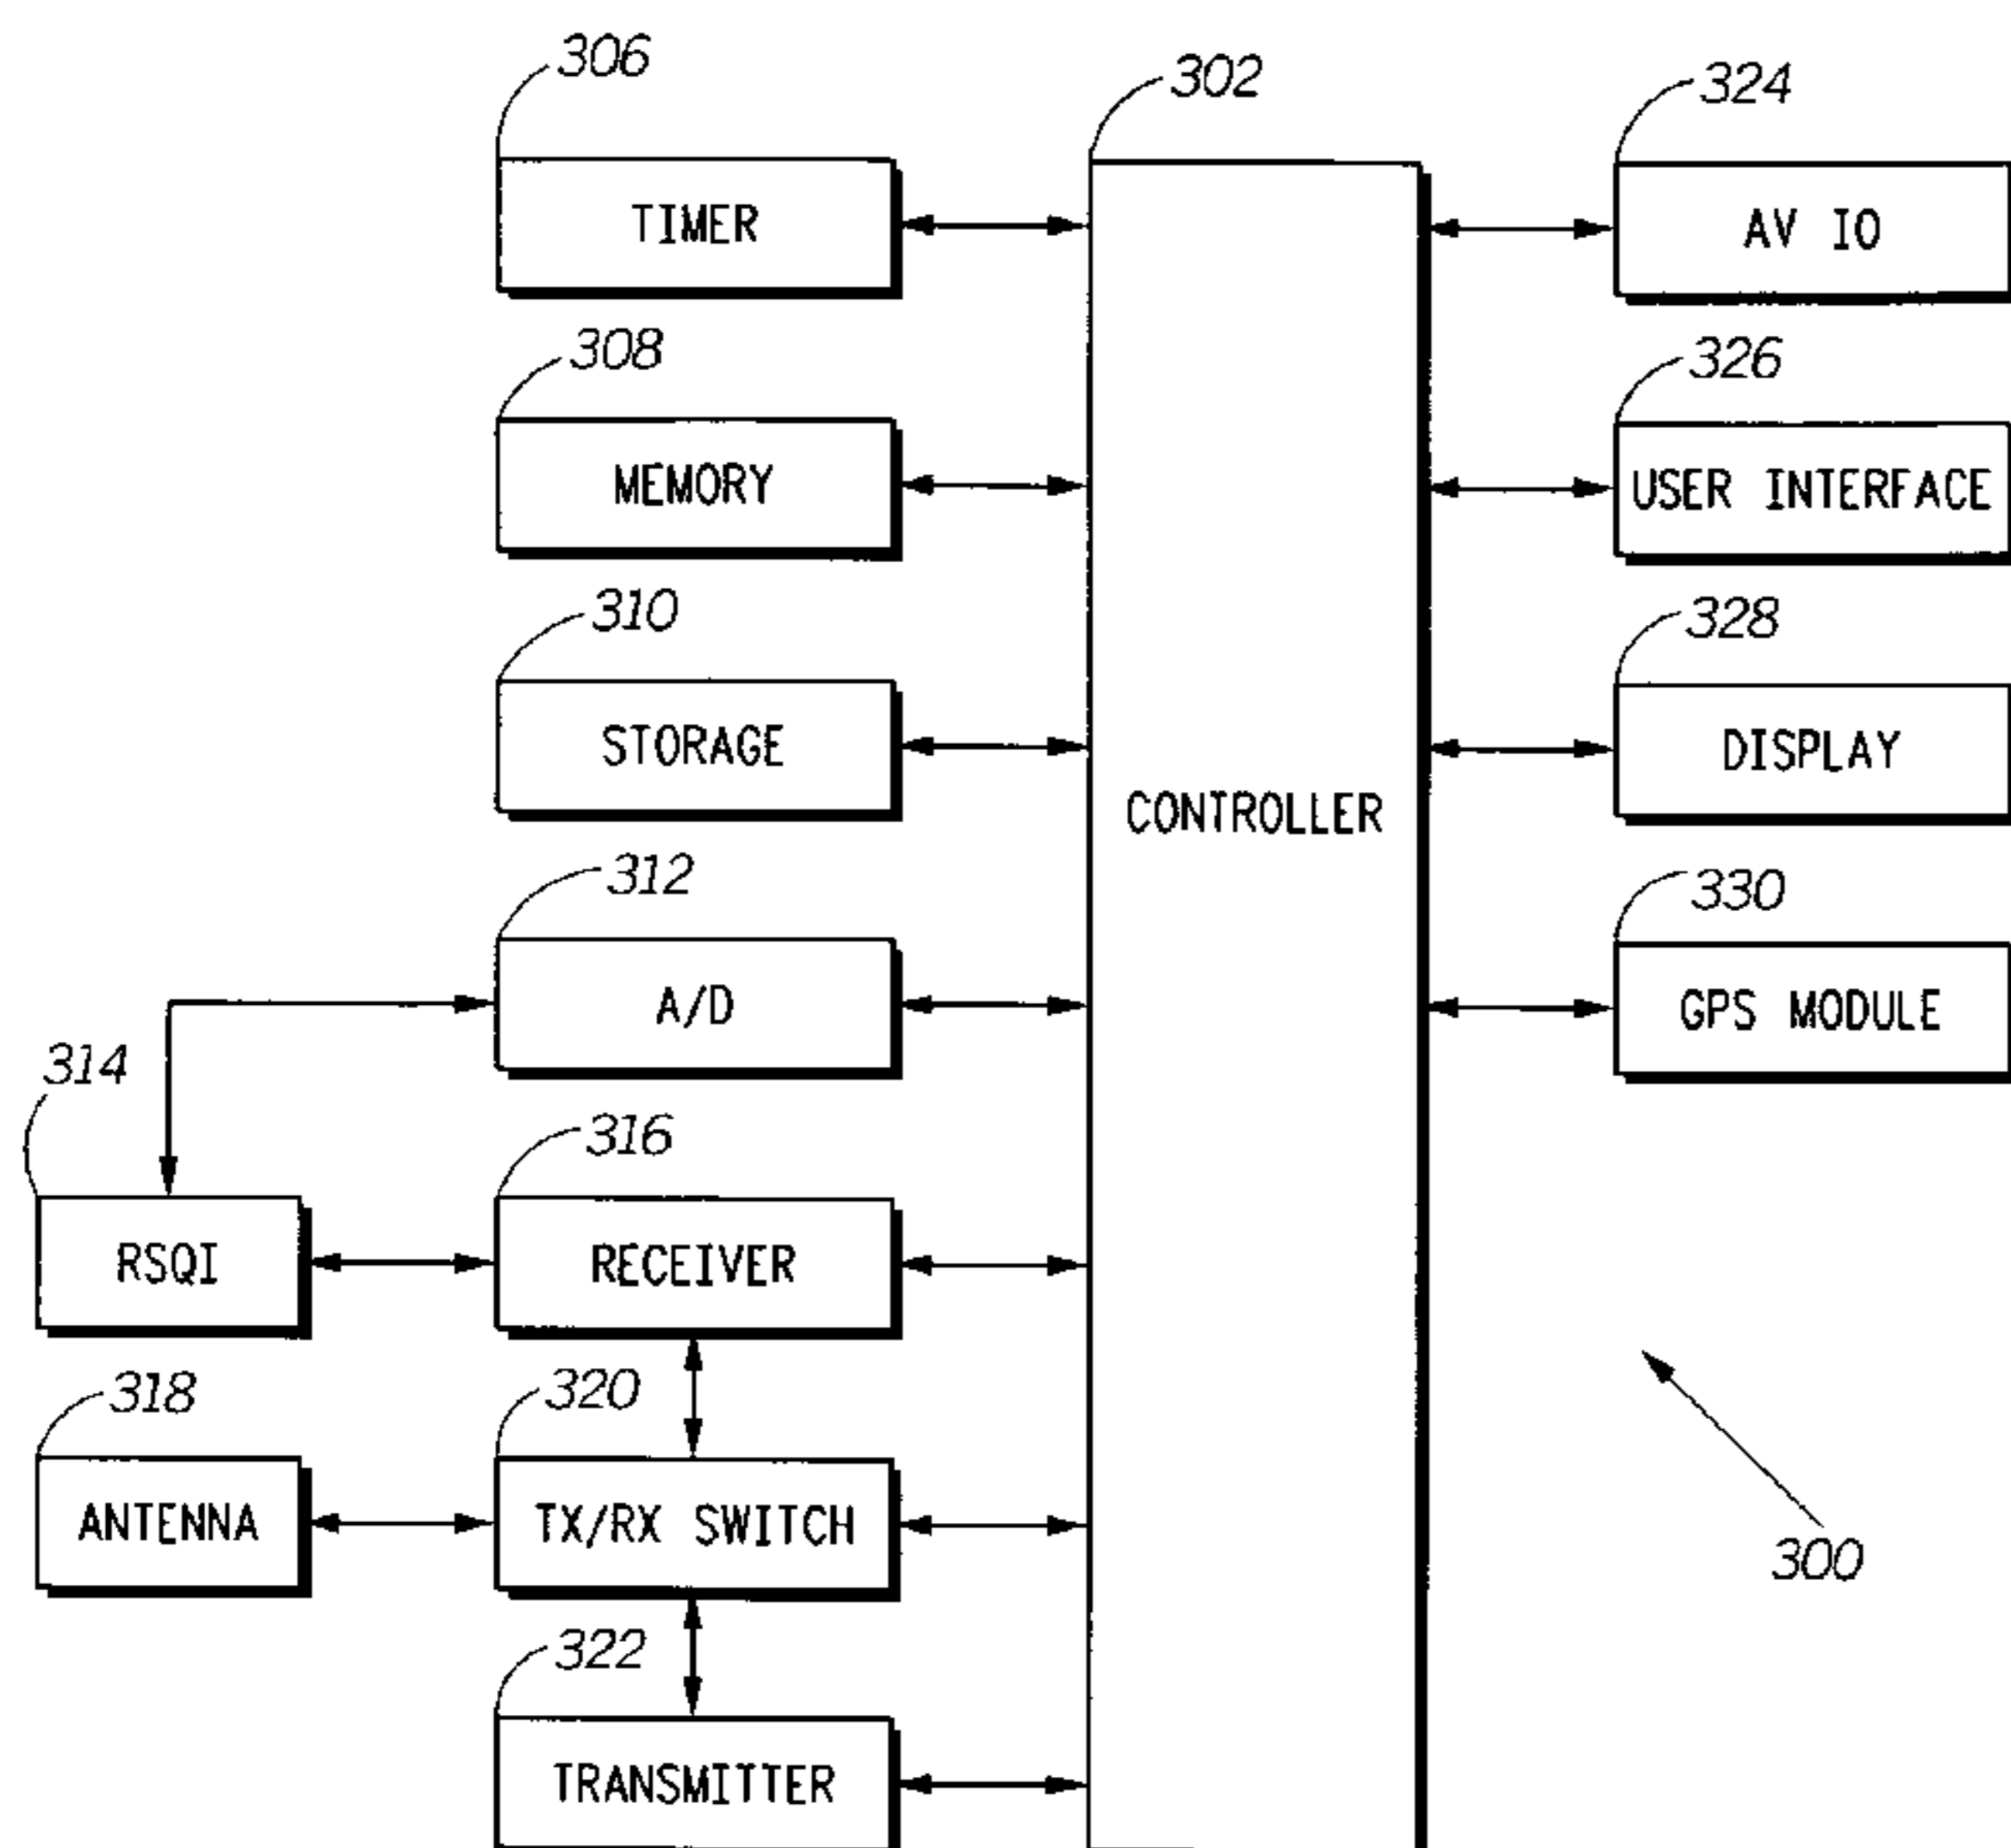 306
302
324
TIMER
AV IO
308
326
MEMORY
USER INTERFACE
310
328
STORAGE
DISPLAY
CONTROLLER
312
330
A/D
GPS MODULE
314
316
RSQI
RECEIVER
318
320
ANTENNA
TX/RX SWITCH
300
322
TRANSMITTER